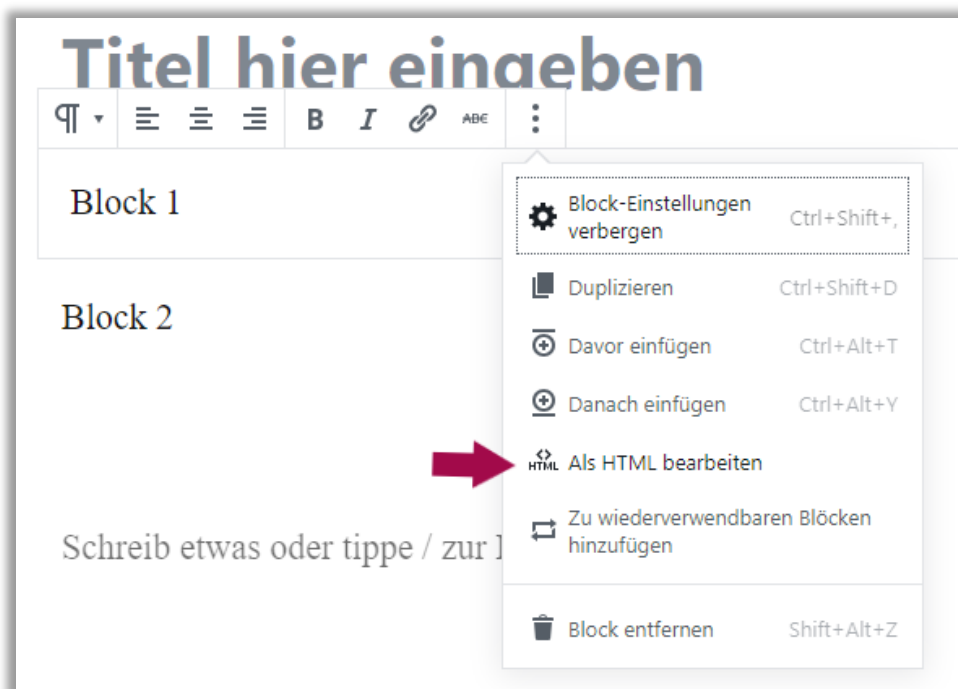 Titel hier eingeben
B I ABE
Block 1
Block-Einstellungen
verbergen
Ctrl+Shift+,
Block 2
Duplizieren Ctrl+Shift+D
Davor einfügen Ctrl+Alt+T
Danach einfügen Ctrl+Alt+Y
HTML Als HTML bearbeiten
Zu wiederverwendbaren Blöcken
hinzufügen
Schreib etwas oder tippe / zur
Block entfernen Shift+Alt+Z